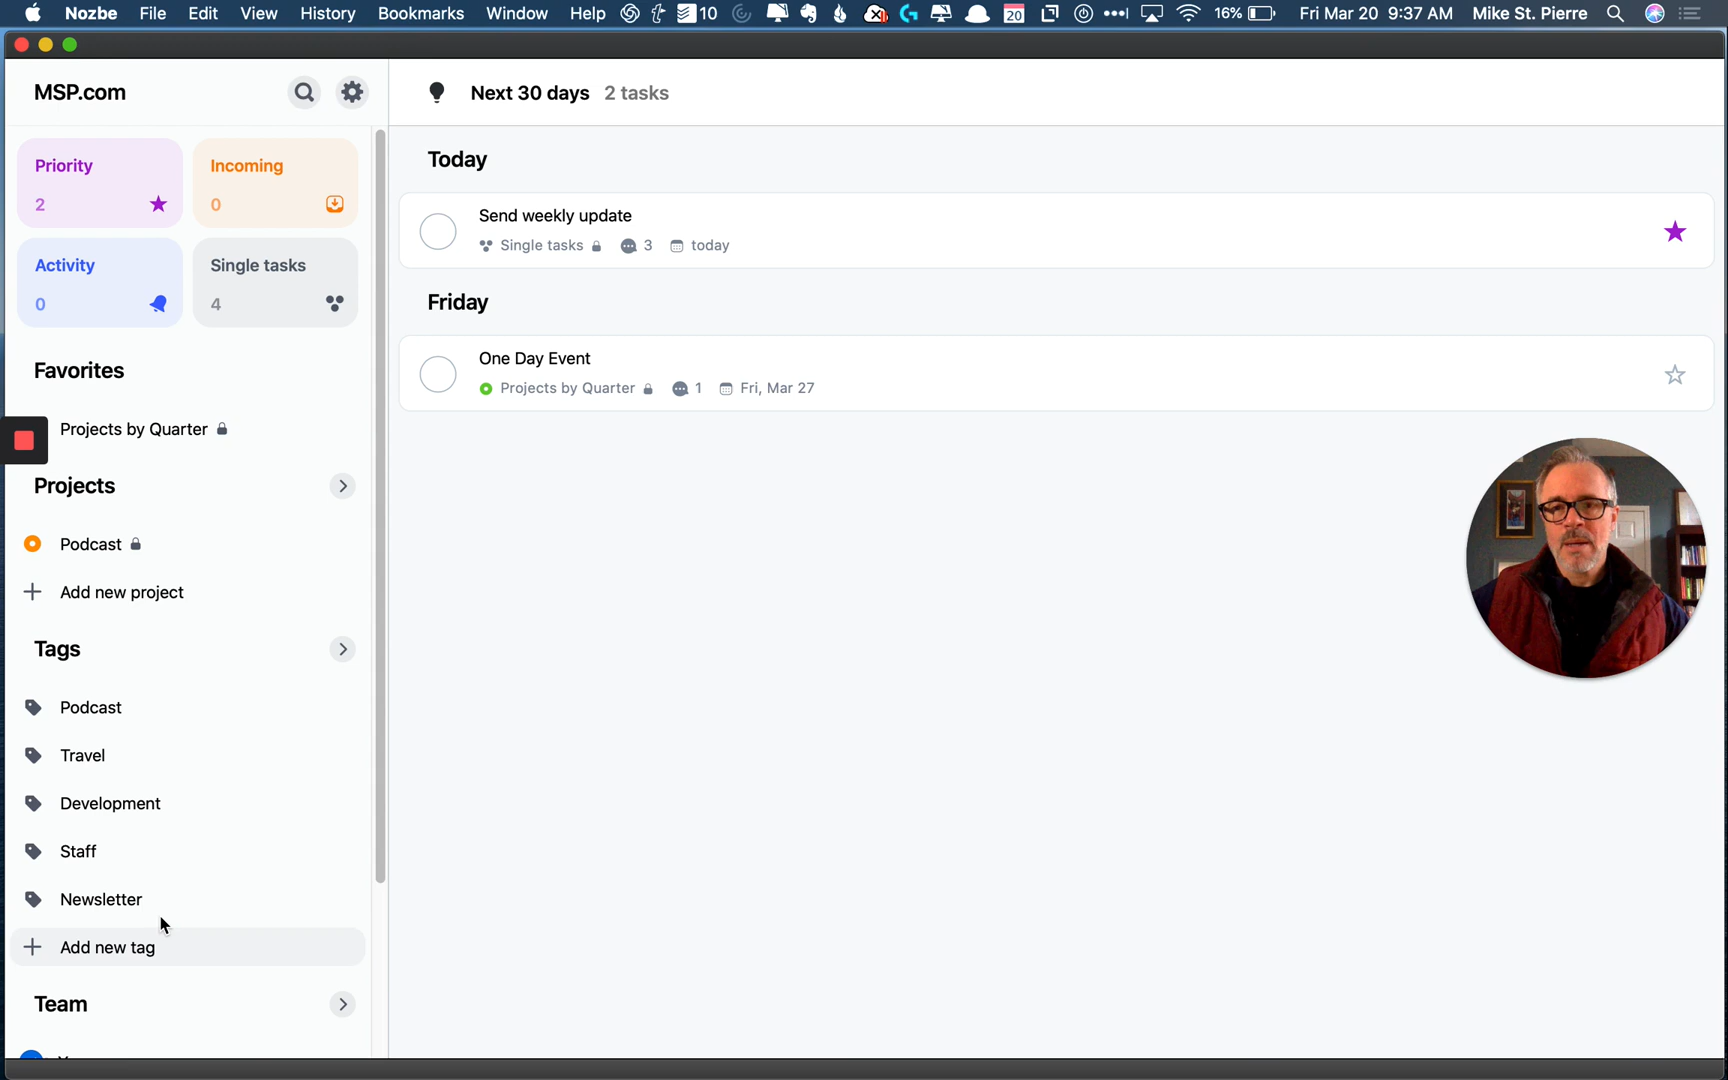 Nozbe File Edit View History Bookmarks Window Help 10 20 16% Fri Mar 20 9:37 AM Mike St. Pierre
MSP.com
Next 30 days 2 tasks
Priority
2
Incoming
0
Activity
0
Single tasks
4
Favorites
Projects by Quarter
Projects
Podcast
Add new project
Tags
Podcast
Travel
Development
Staff
Newsletter
Add new tag
Team
Today
Send weekly update
Single tasks 3 today
Friday
One Day Event
Projects by Quarter 1 Fri, Mar 27